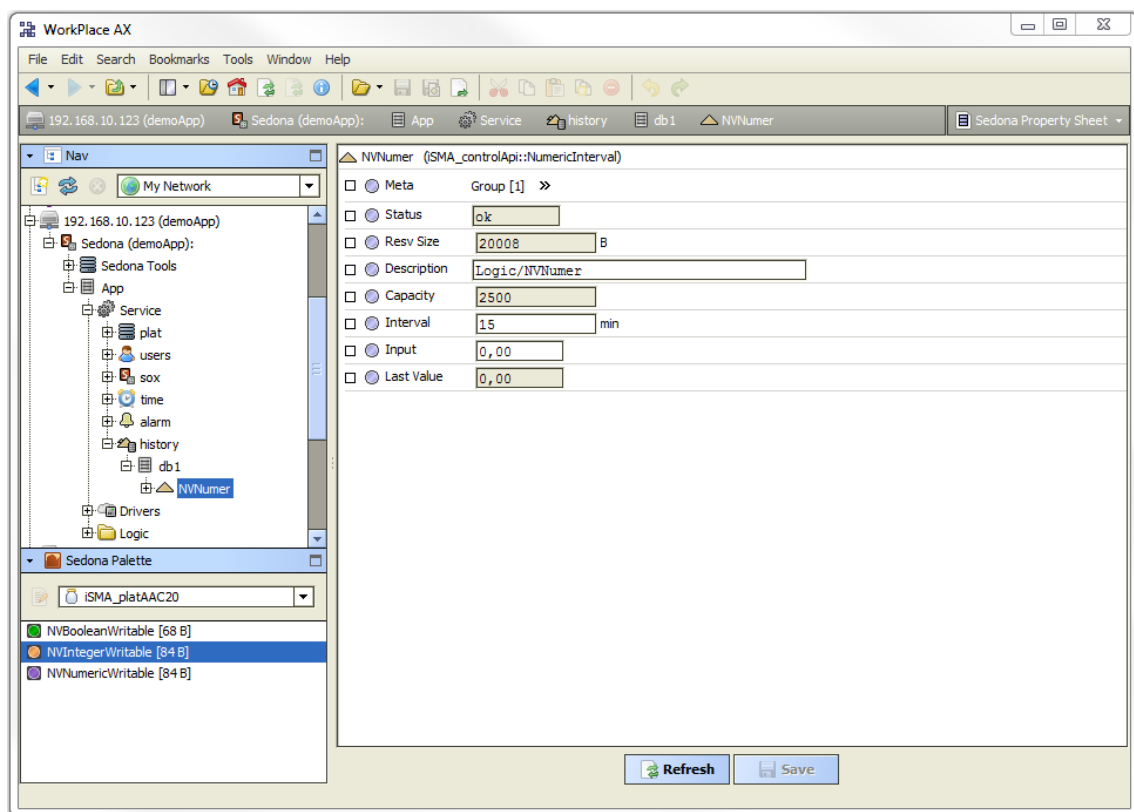 WorkPlace AX
File Edit Search Bookmarks Tools Window Help
192.168.10.123 (demoApp) Sedona (demoApp): App Service history db1 NVNumer Sedona Property Sheet
Nav
My Network
192.168.10.123 (demoApp)
Sedona (demoApp):
Sedona Tools
App
Service
plat
users
sox
time
alarm
history
db1
NVNumer
Drivers
Logic
Sedona Palette
iSMA_platAAC20
NVBooleanWritable [68 B]
NVIntegerWritable [84 B]
NVNumericWritable [84 B]
NVNumer (iSMA_controlApi::NumericInterval)
Meta Group [1] »
Status ok
Resv Size 20008 B
Description Logic/NVNumer
Capacity 2500
Interval 15 min
Input 0,00
Last Value 0,00
Refresh Save